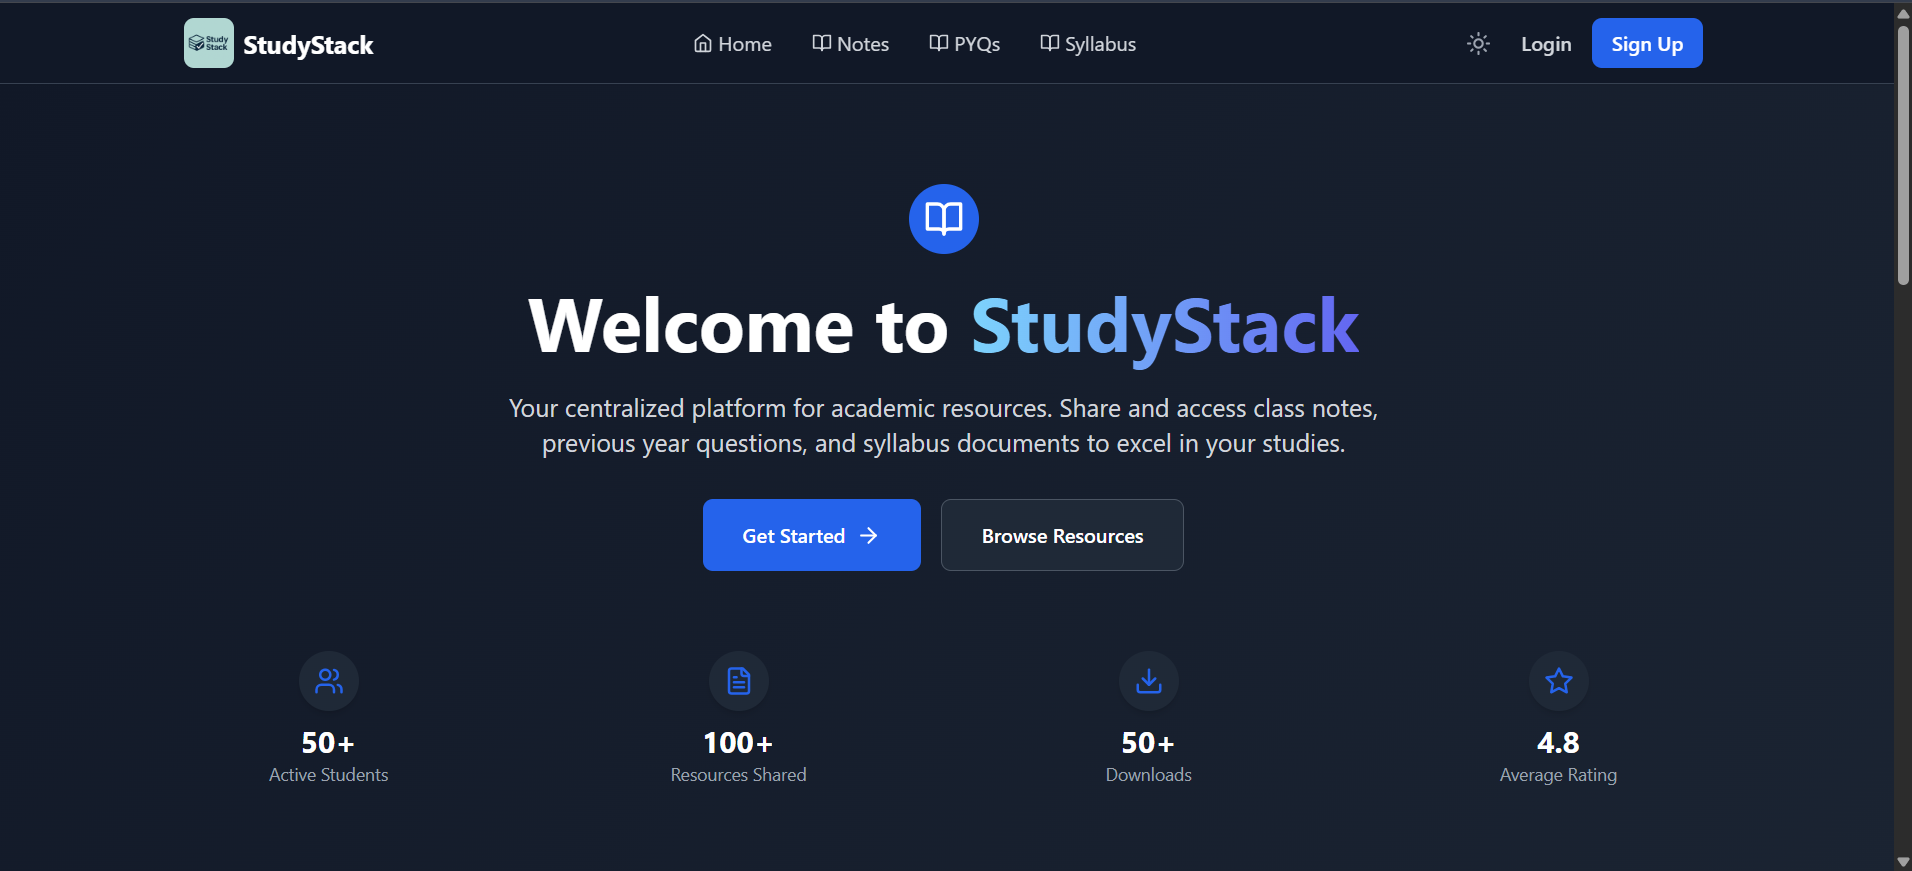 Study
Stack
StudyStack
Home
Notes
PYQs
Syllabus
Login
Sign Up
Welcome to StudyStack
Your centralized platform for academic resources. Share and access class notes,
previous year questions, and syllabus documents to excel in your studies.
Get Started
Browse Resources
50+
Active Students
100+
Resources Shared
50+
Downloads
4.8
Average Rating